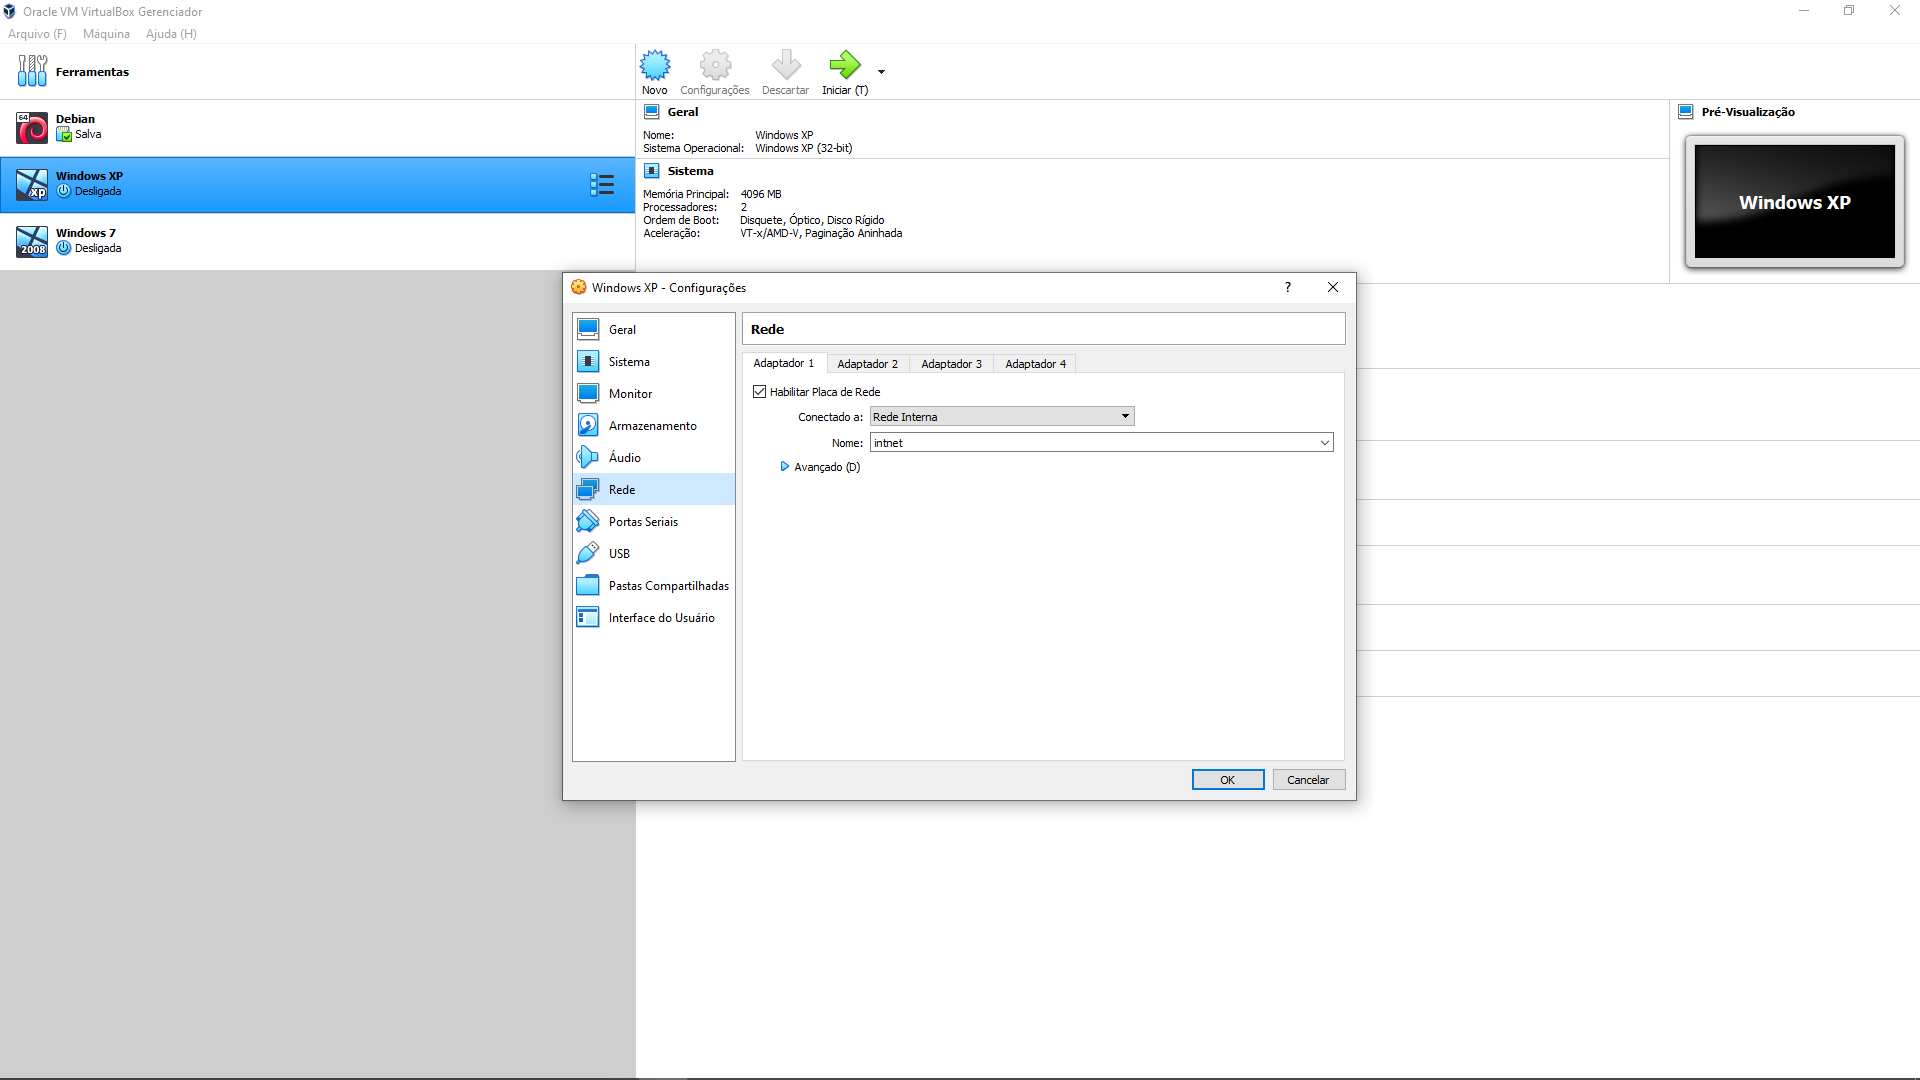 Oracle VM VirtualBox Gerenciador
Arquivo (F) Máquina Ajuda (H)
Ferramentas
Novo Configurações Descartar Iniciar (T)
64
Debian
Salva
xp
Windows XP
Desligada
2008
Windows 7
Desligada
Geral
Nome: Windows XP
Sistema Operacional: Windows XP (32-bit)
Sistema
Memória Principal: 4096 MB
Processadores: 2
Ordem de Boot: Disquete, Óptico, Disco Rígido
Aceleração: VT-x/AMD-V, Paginação Aninhada
Pré-Visualização
Windows XP
Windows XP - Configurações
?
Geral
Sistema
Monitor
Armazenamento
Áudio
Rede
Portas Seriais
USB
Pastas Compartilhadas
Interface do Usuário
Rede
Adaptador 1 Adaptador 2 Adaptador 3 Adaptador 4
Habilitar Placa de Rede
Conectado a: Rede Interna
Nome: intnet
Avançado (D)
OK Cancelar